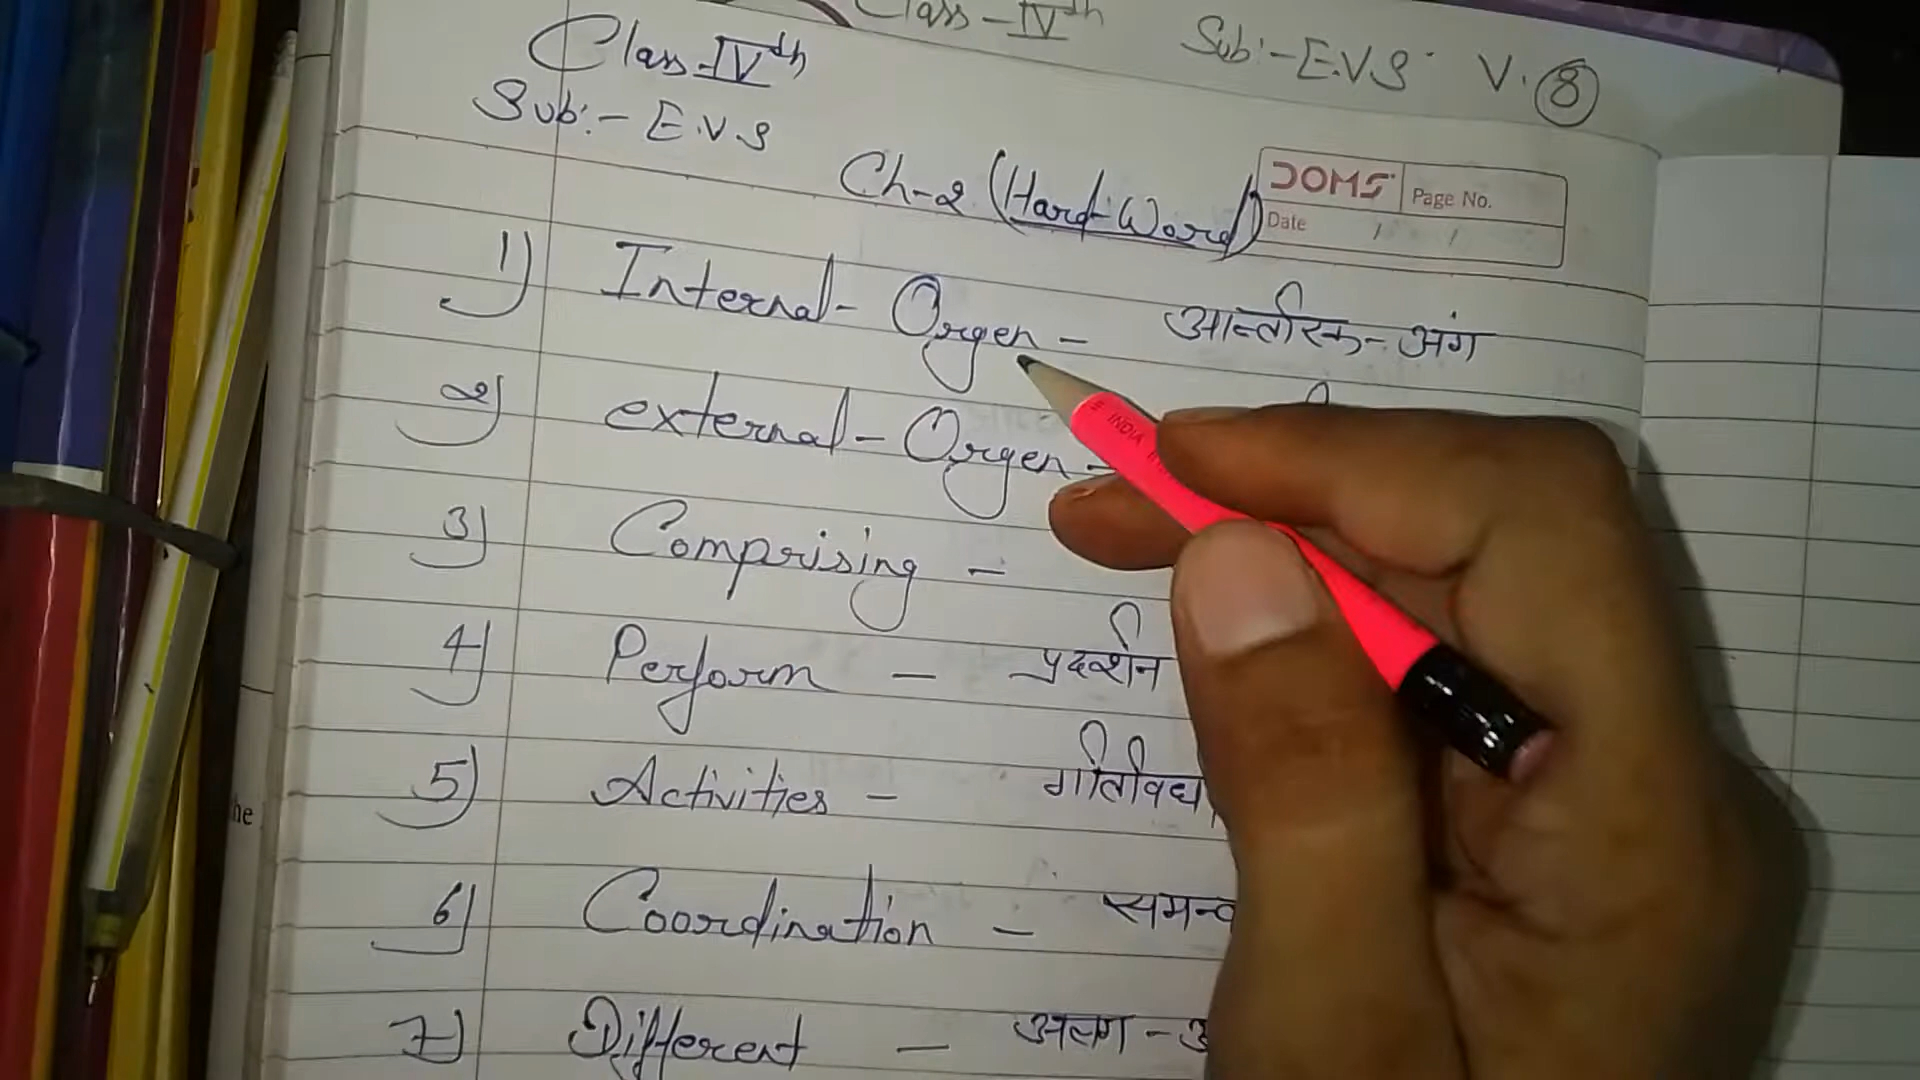 Class-IVth Sub:-E.V.S V. 8
Class-IVth
Sub:- E.V.S
Ch-2 (Hard-Word)
DOMS Page No.
Date / /
1) Internal- Orgen - आन्तरिक-अंग
2) external- Orgen -
3) Comprising -
4) Perform - प्रदर्शन
5) Activities - गतिविध
6) Coordination - समन्व
7) Different - अलग -अ
INDIA
he